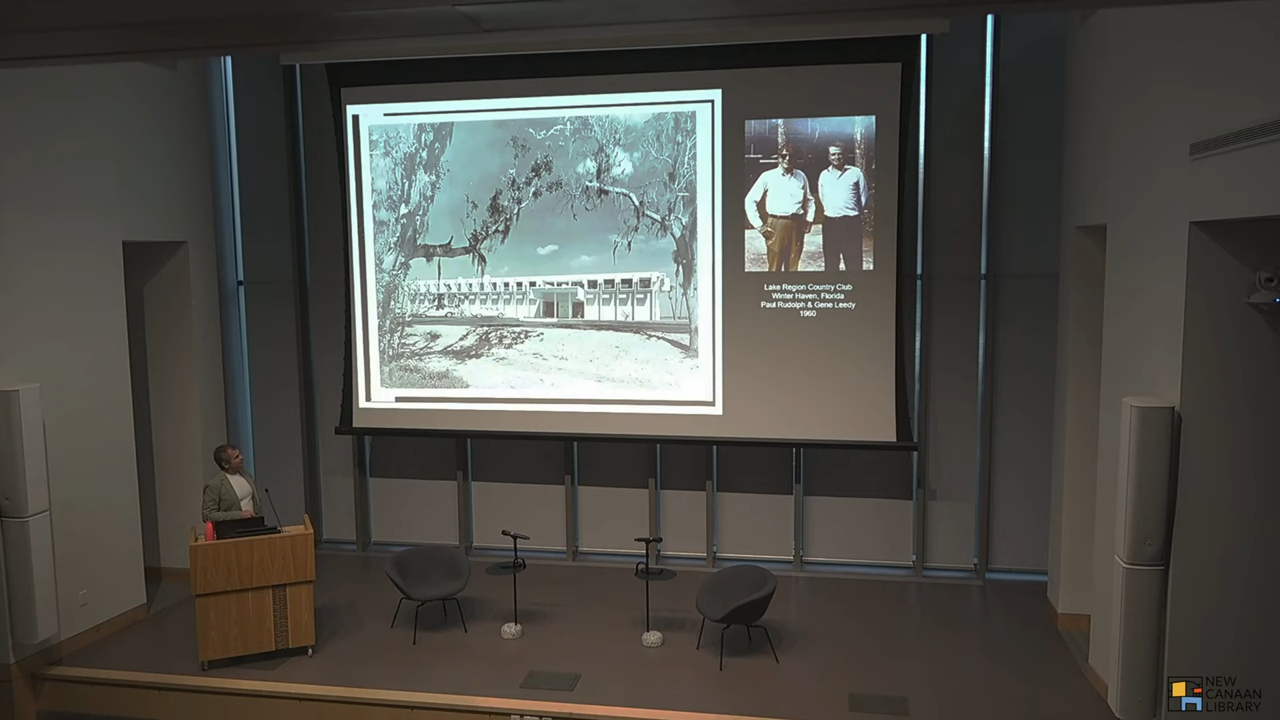 Lake Region Country Club
Winter Haven, Florida
Paul Rudolph & Gene Leedy
1960
NEW
CANAAN
LIBRARY